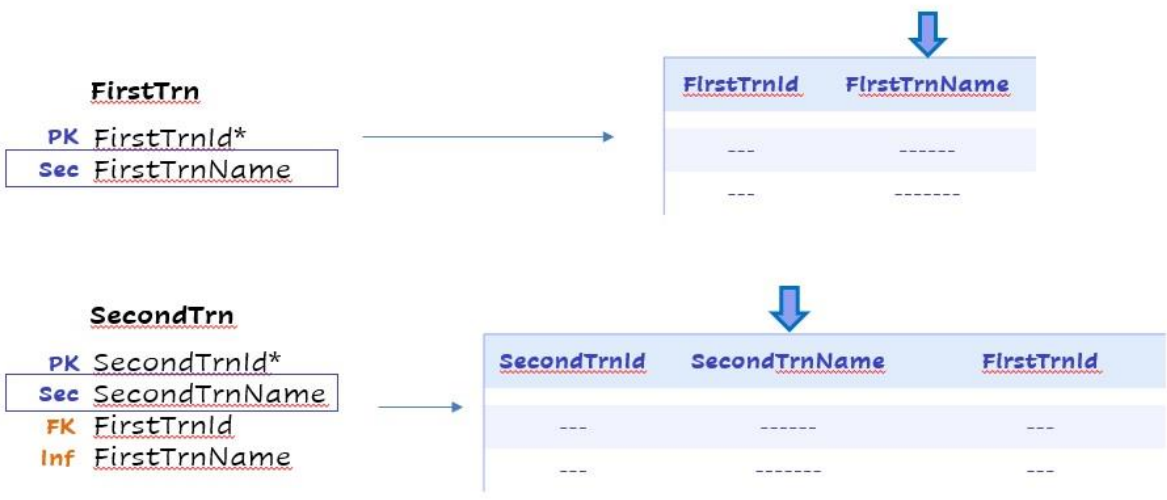 FirstTrn
PK FirstTrnId*
Sec FirstTrnName
FirstTrnId FirstTrnName
--- ------
--- -------
SecondTrn
PK SecondTrnId*
Sec SecondTrnName
FK FirstTrnId
Inf FirstTrnName
SecondTrnId SecondTrnName FirstTrnId
--- ------ ---
--- ------- ---